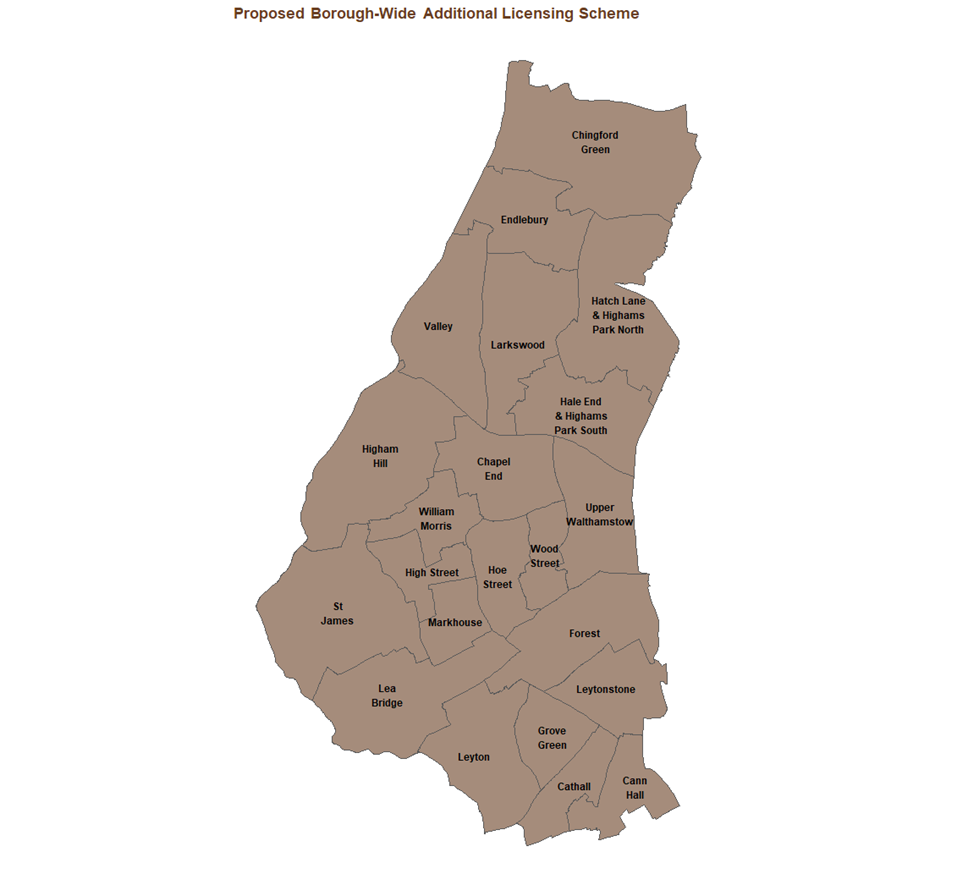 Proposed Borough-Wide Additional Licensing Scheme
Chingford
Green
Endlebury
Hatch Lane
& Highams
Park North
Valley
Larkswood
Hale End
& Highams
Park South
Higham
Hill
Chapel
End
William
Morris
Upper
Walthamstow
Wood
Street
High Street
Hoe
Street
St
James
Markhouse
Forest
Lea
Bridge
Leytonstone
Grove
Green
Leyton
Cathall
Cann
Hall